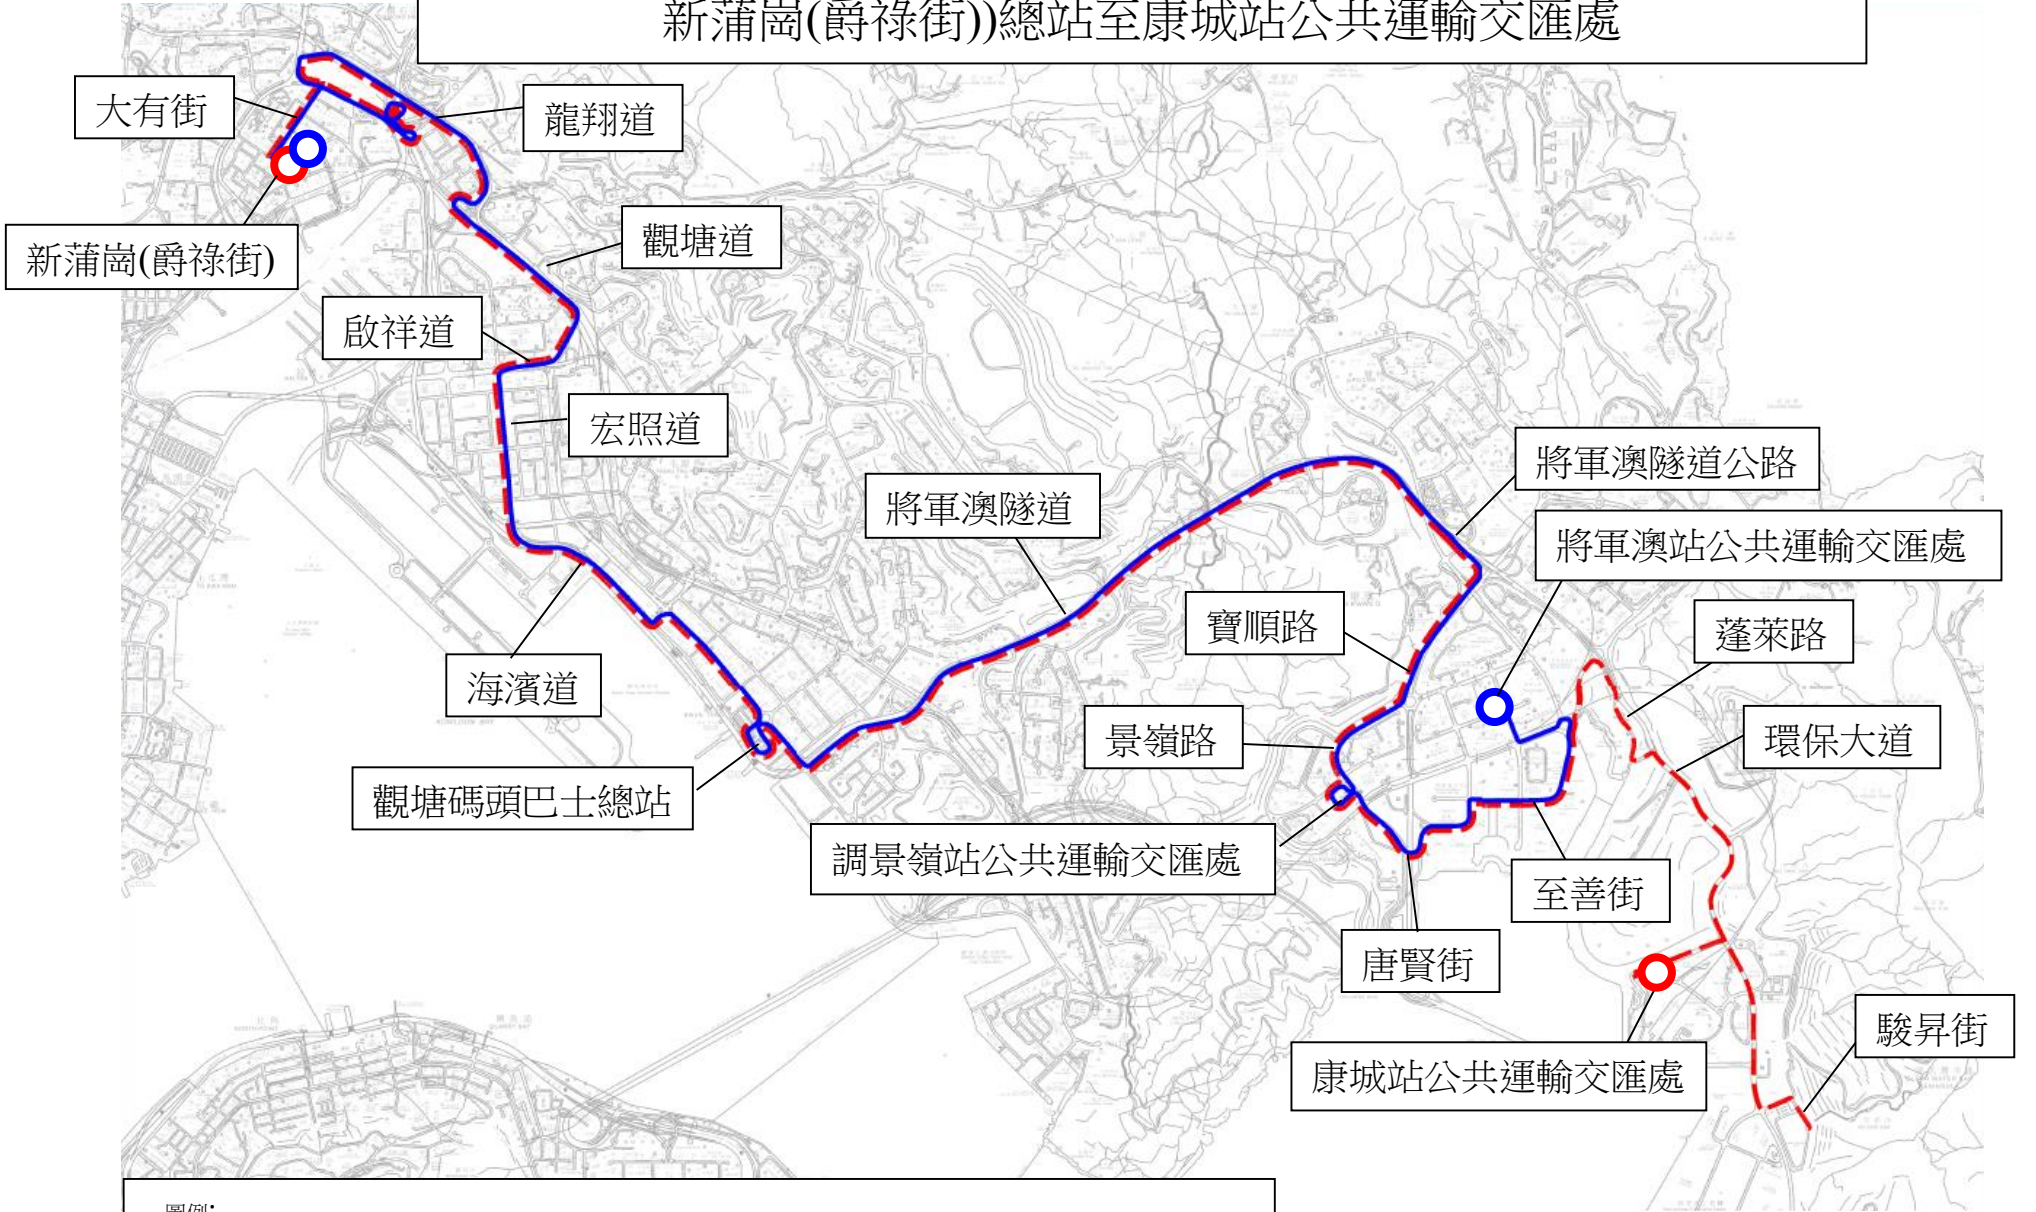 新蒲崗(爵祿街))總站至康城站公共運輸交匯處
大有街
龍翔道
觀塘道
新蒲崗(爵祿街)
啟祥道
宏照道
將軍澳隧道公路
將軍澳隧道
將軍澳站公共運輸交匯處
寶順路
蓬萊路
海濱道
景嶺路
環保大道
觀塘碼頭巴士總站
調景嶺站公共運輸交匯處
至善街
唐賢街
駿昇街
康城站公共運輸交匯處
圖例: